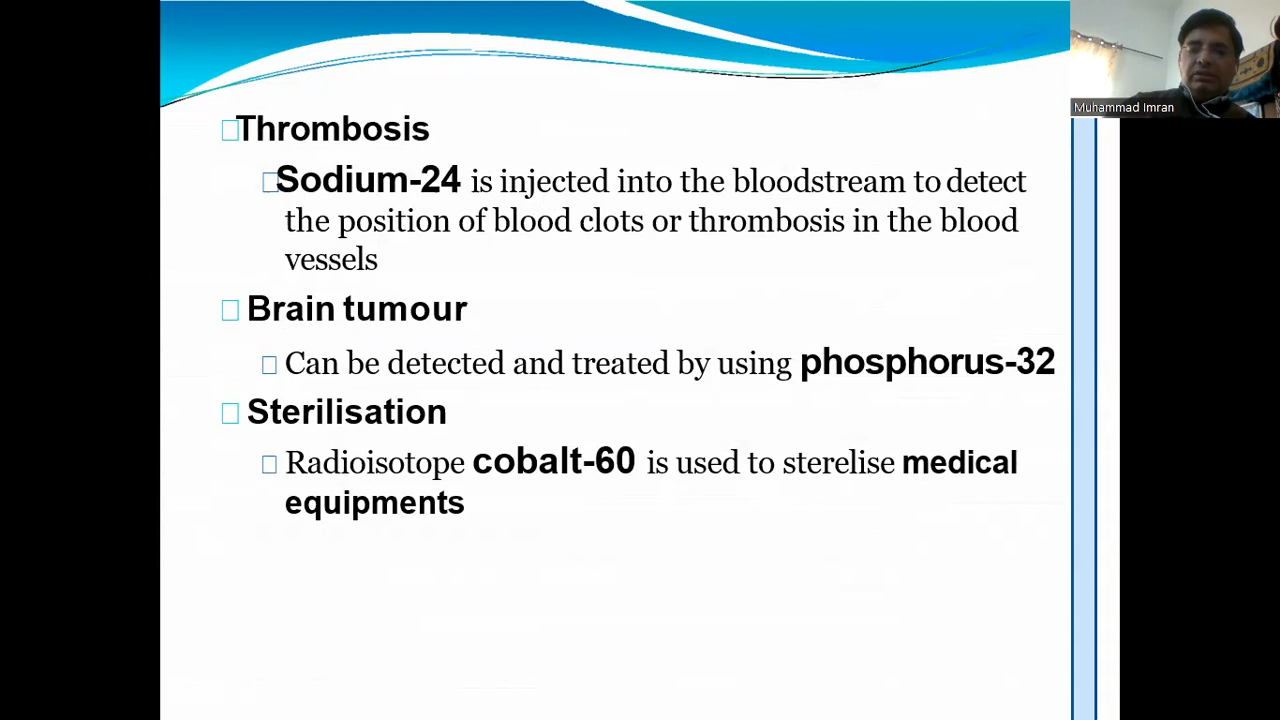 Thrombosis
Sodium-24 is injected into the bloodstream to detect
the position of blood clots or thrombosis in the blood
vessels
Brain tumour
Can be detected and treated by using phosphorus-32
Sterilisation
Radioisotope cobalt-60 is used to sterelise medical
equipments
Muhammad Imran